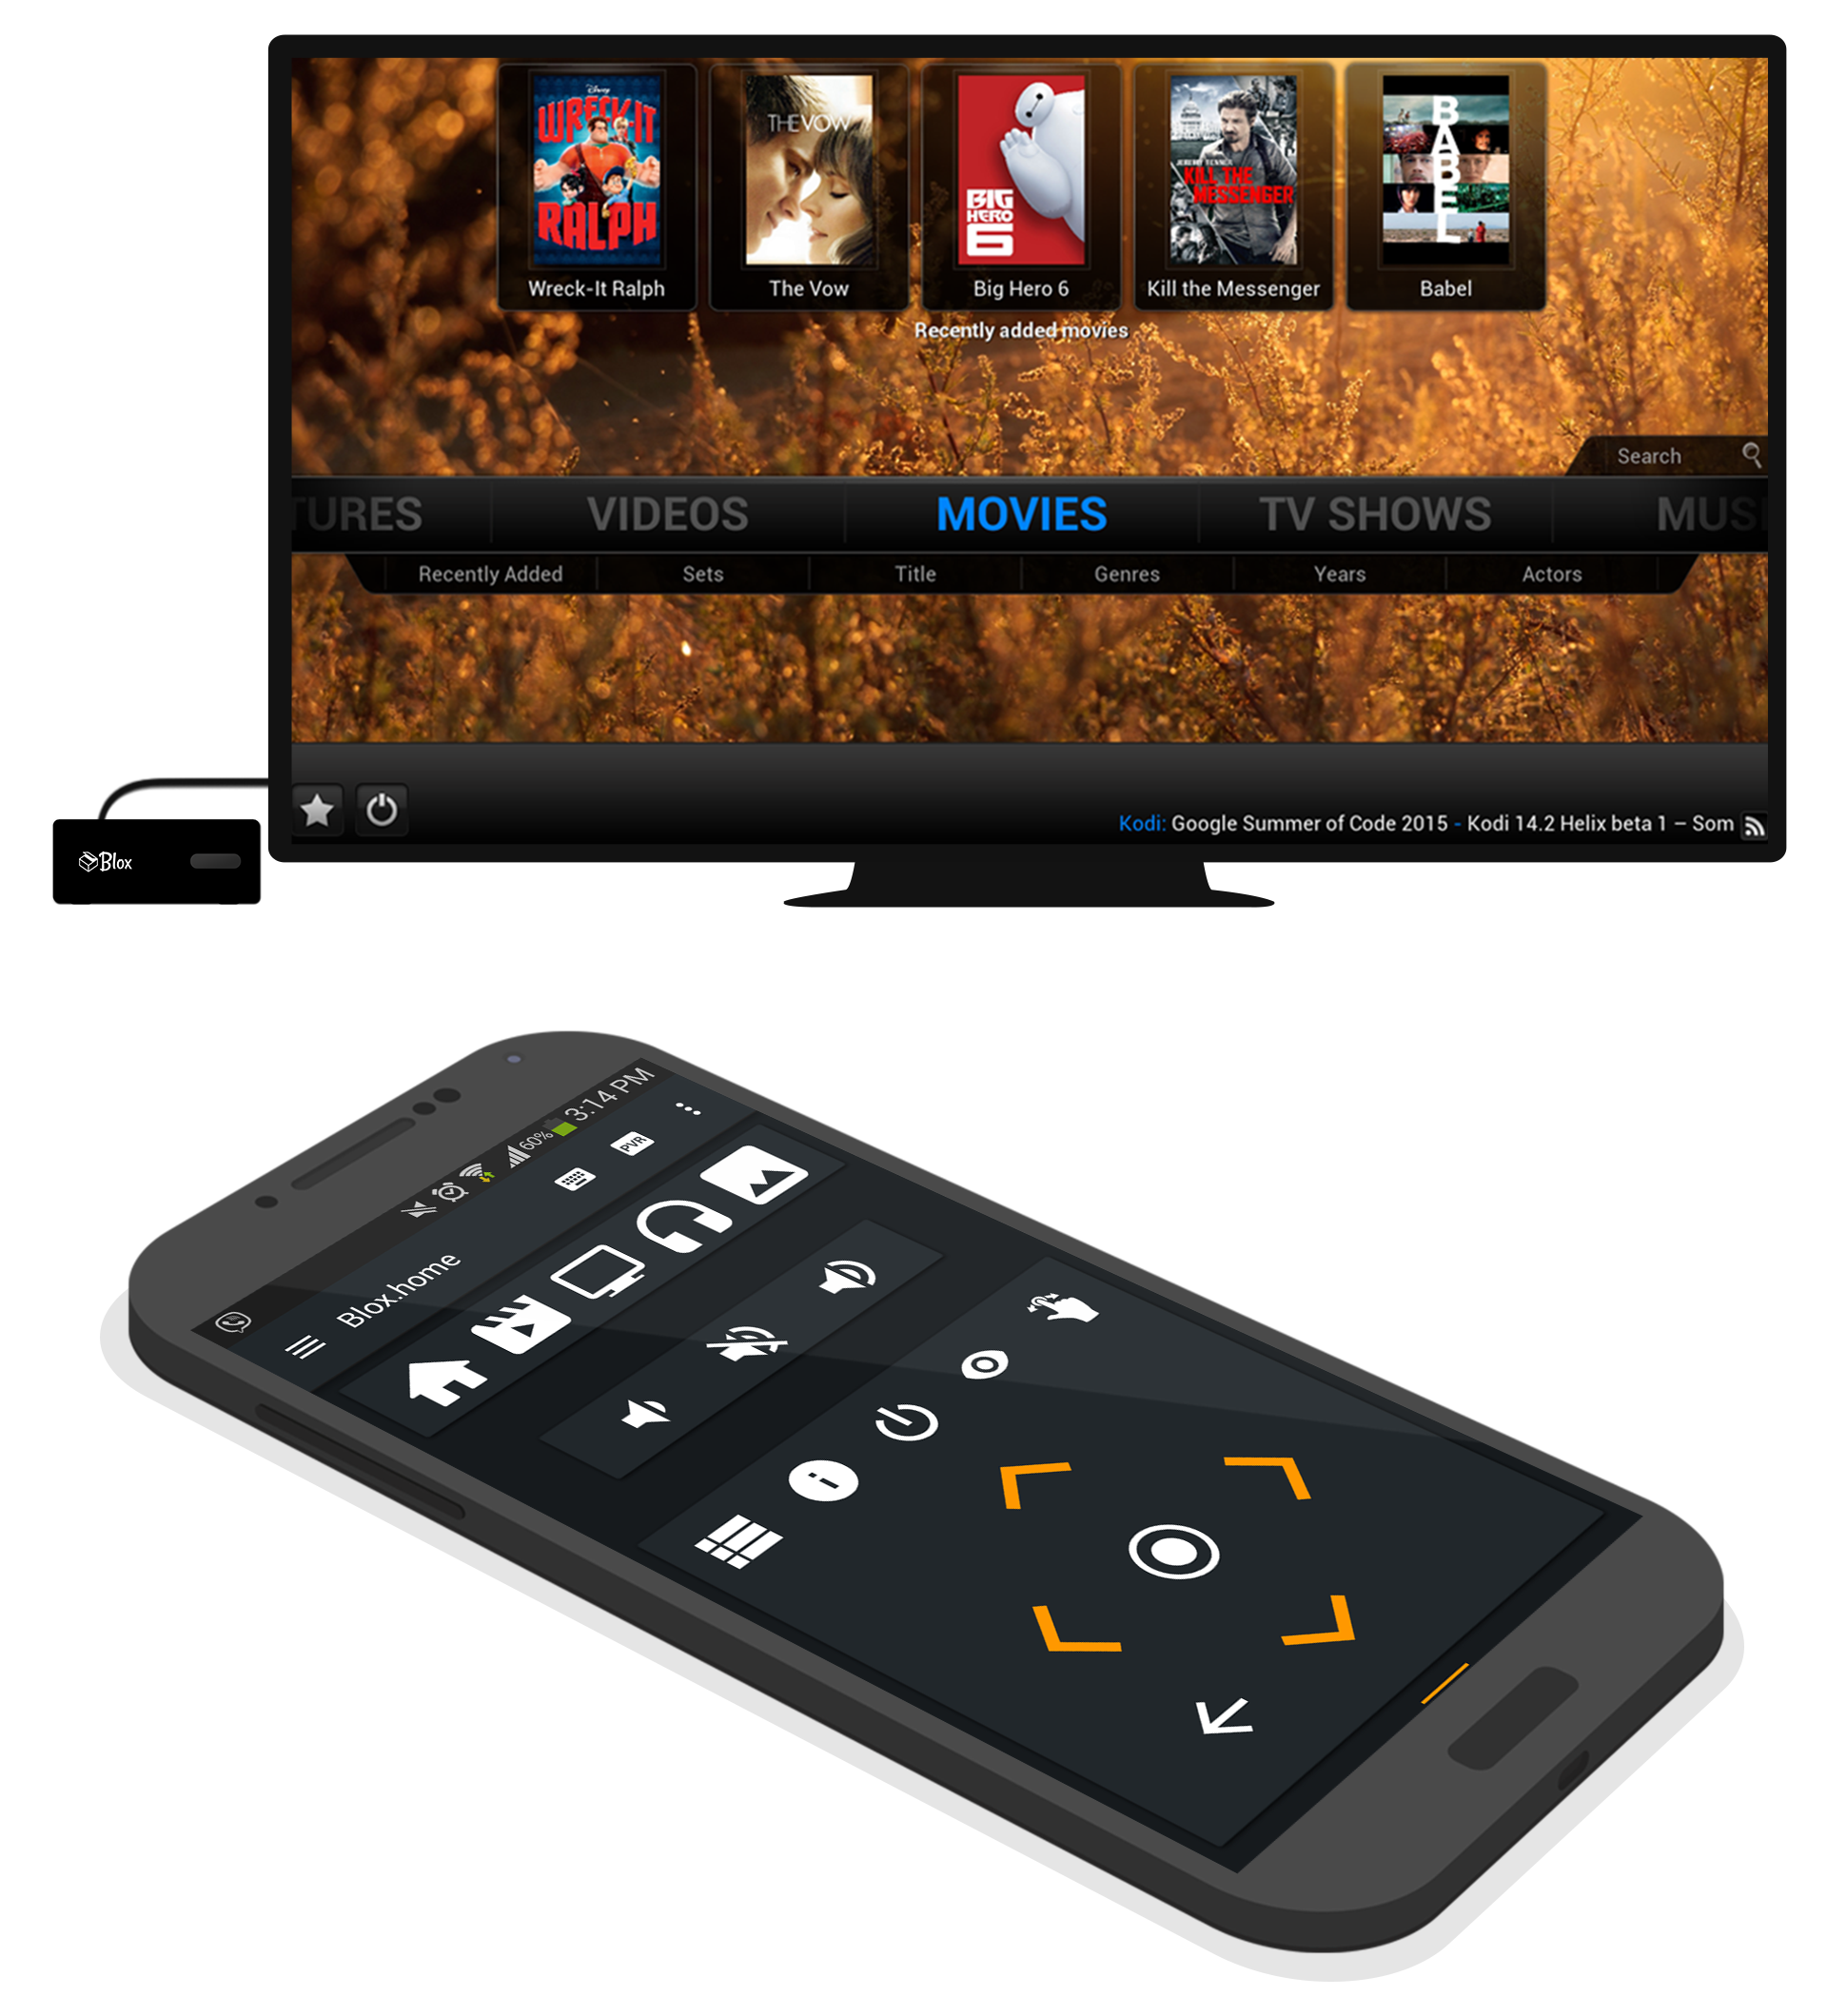 Disney
WRECK-IT
RALPH
THE VOW
BIG
HERO
6
JEREMY RENNER
KILL THE
MESSENGER
BABEL
Wreck-It Ralph
The Vow
Big Hero 6
Kill the Messenger
Babel
Recently added movies
Search
TURES
VIDEOS
MOVIES
TV SHOWS
MUSI
Recently Added
Sets
Title
Genres
Years
Actors
Kodi: Google Summer of Code 2015 - Kodi 14.2 Helix beta 1 – Som
Blox
60%
3:14 PM
Blox.home
PVR